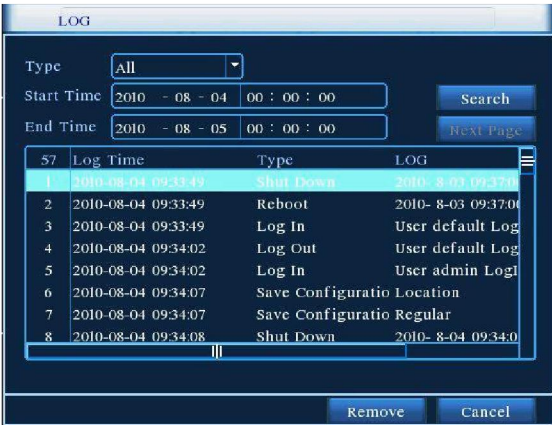 LOG
Type All
Start Time 2010 - 08 - 04 00 : 00 : 00 Search
End Time 2010 - 08 - 05 00 : 00 : 00 Next Page
57 Log Time Type LOG
1 2010-08-04 09:33:49 Shut Down 2010- 8-03 09:37:0
2 2010-08-04 09:33:49 Reboot 2010- 8-03 09:37:0
3 2010-08-04 09:33:49 Log In User default Log
4 2010-08-04 09:34:02 Log Out User default Log
5 2010-08-04 09:34:02 Log In User admin LogI
6 2010-08-04 09:34:07 Save Configuratio Location
7 2010-08-04 09:34:07 Save Configuratio Regular
8 2010-08-04 09:34:08 Shut Down 2010- 8-04 09:34:0
Remove Cancel